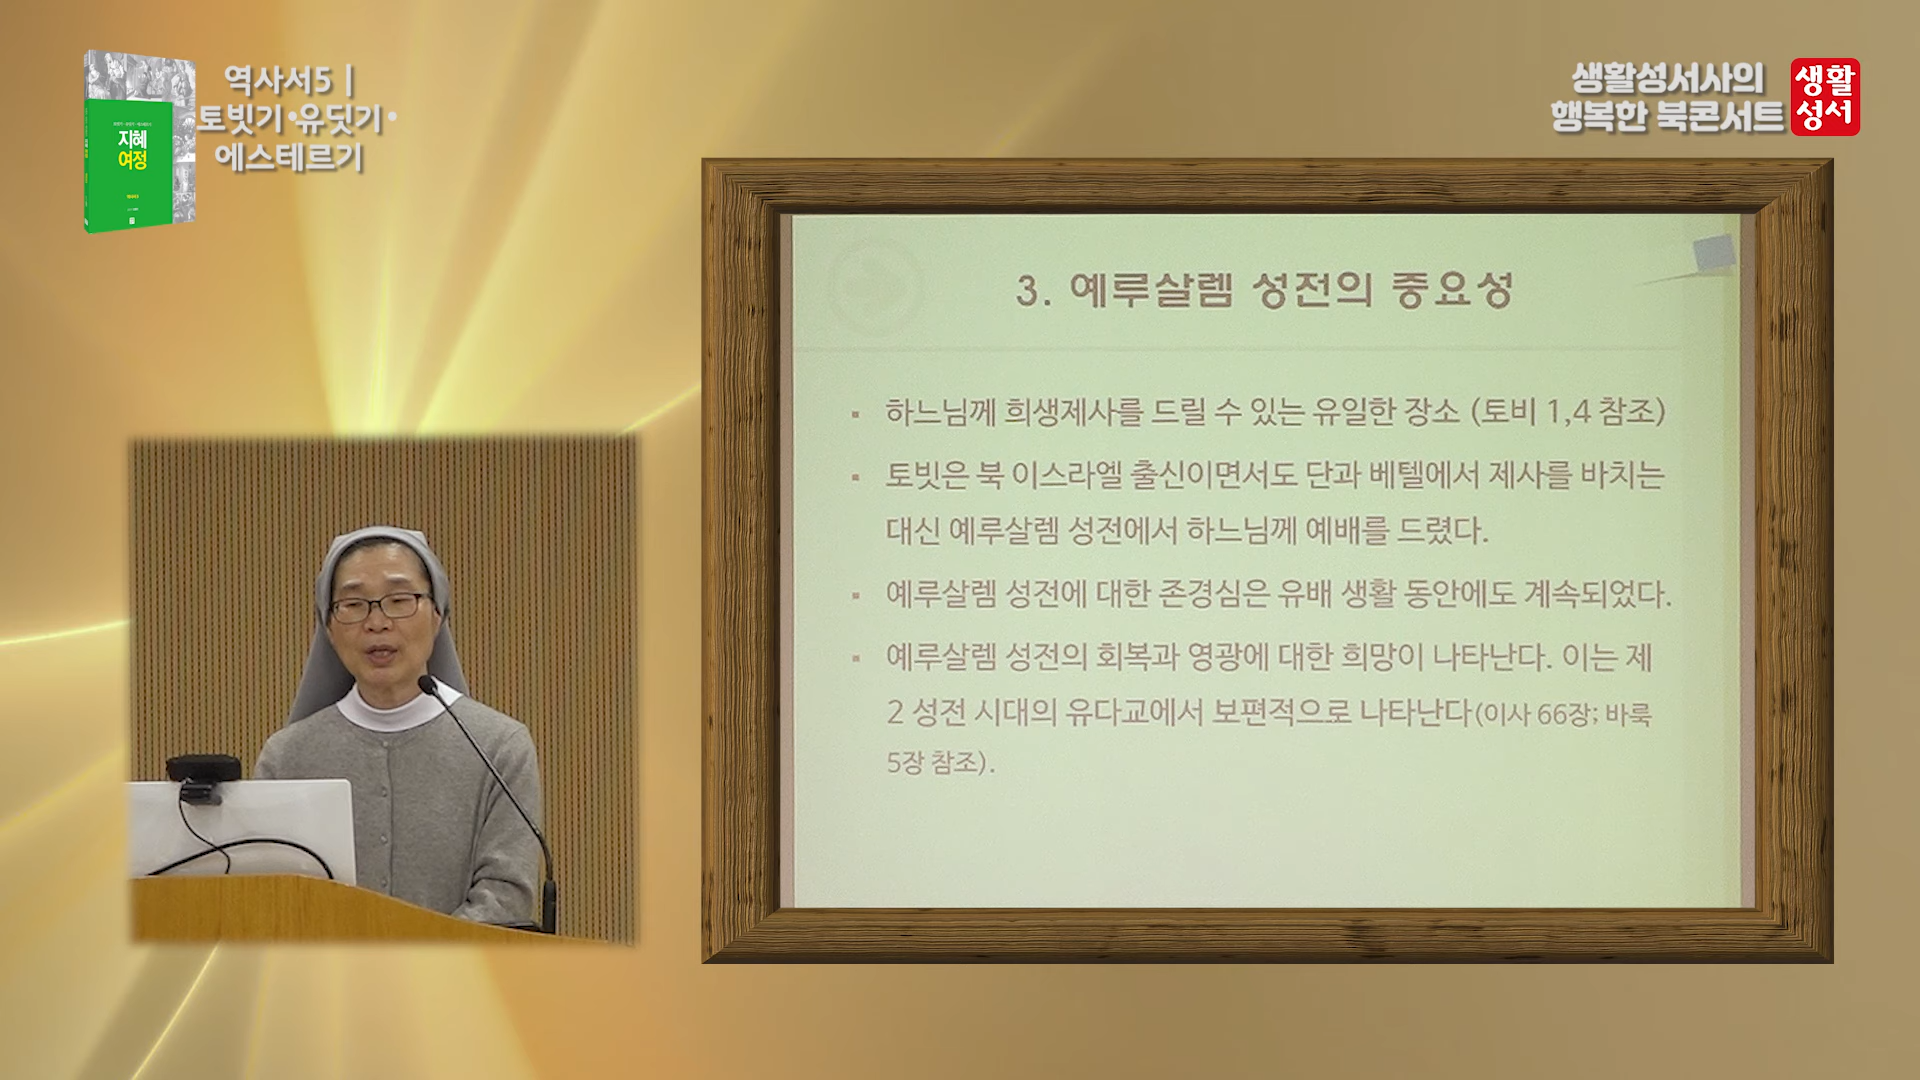 역사서5 |
토빗기·유딧기·
에스테르기
지혜
여정
생활성서사의
행복한 북콘서트
생활
성서
3. 예루살렘 성전의 중요성
▪ 하느님께 희생제사를 드릴 수 있는 유일한 장소 (토비 1,4 참조)
▪ 토빗은 북 이스라엘 출신이면서도 단과 베텔에서 제사를 바치는
대신 예루살렘 성전에서 하느님께 예배를 드렸다.
▪ 예루살렘 성전에 대한 존경심은 유배 생활 동안에도 계속되었다.
▪ 예루살렘 성전의 회복과 영광에 대한 희망이 나타난다. 이는 제
2 성전 시대의 유다교에서 보편적으로 나타난다(이사 66장; 바룩
5장 참조).